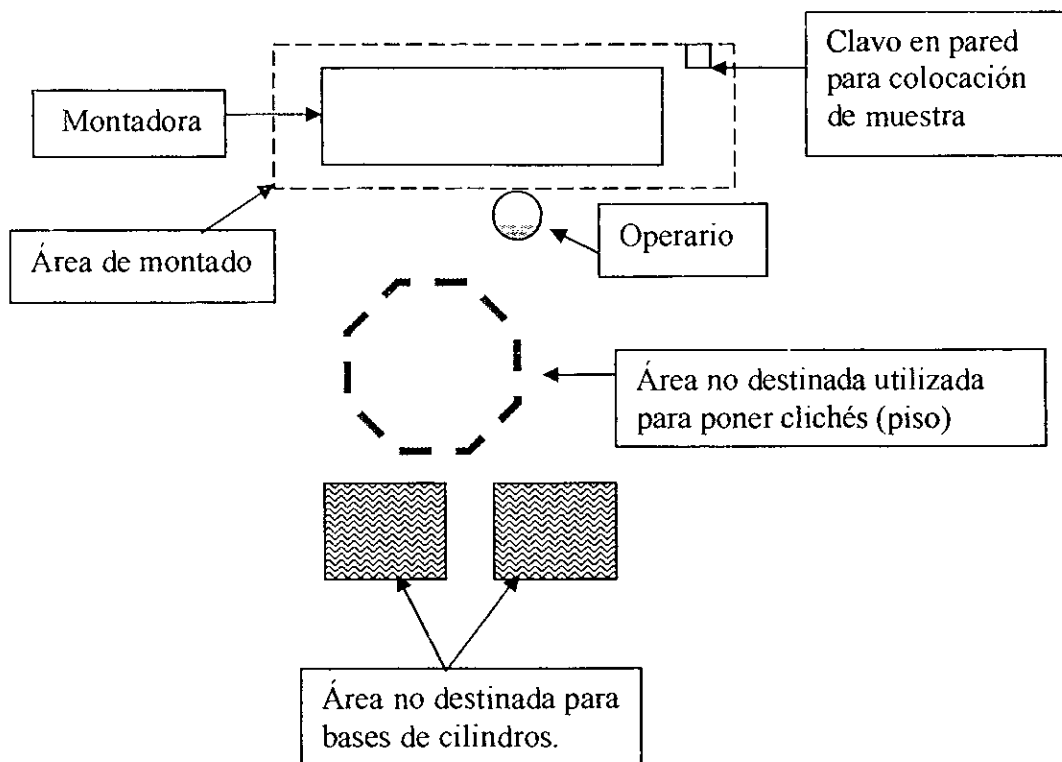 Clavo en pared
para colocación
de muestra
Montadora
Operario
Área de montado
Área no destinada utilizada
para poner clichés (piso)
Área no destinada para
bases de cilindros.